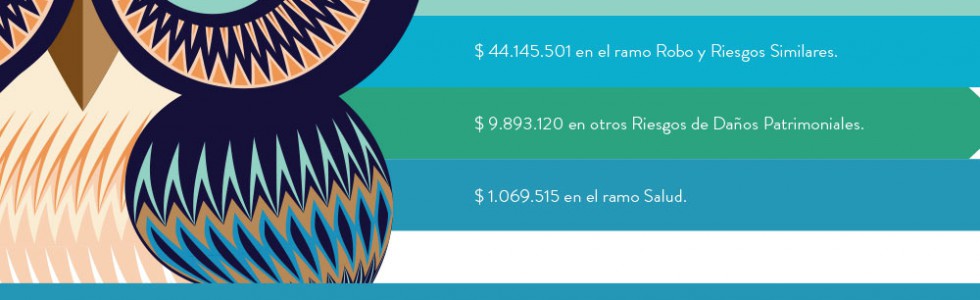 $ 44.145.501 en el ramo Robo y Riesgos Similares.
$ 9.893.120 en otros Riesgos de Daños Patrimoniales.
$ 1.069.515 en el ramo Salud.